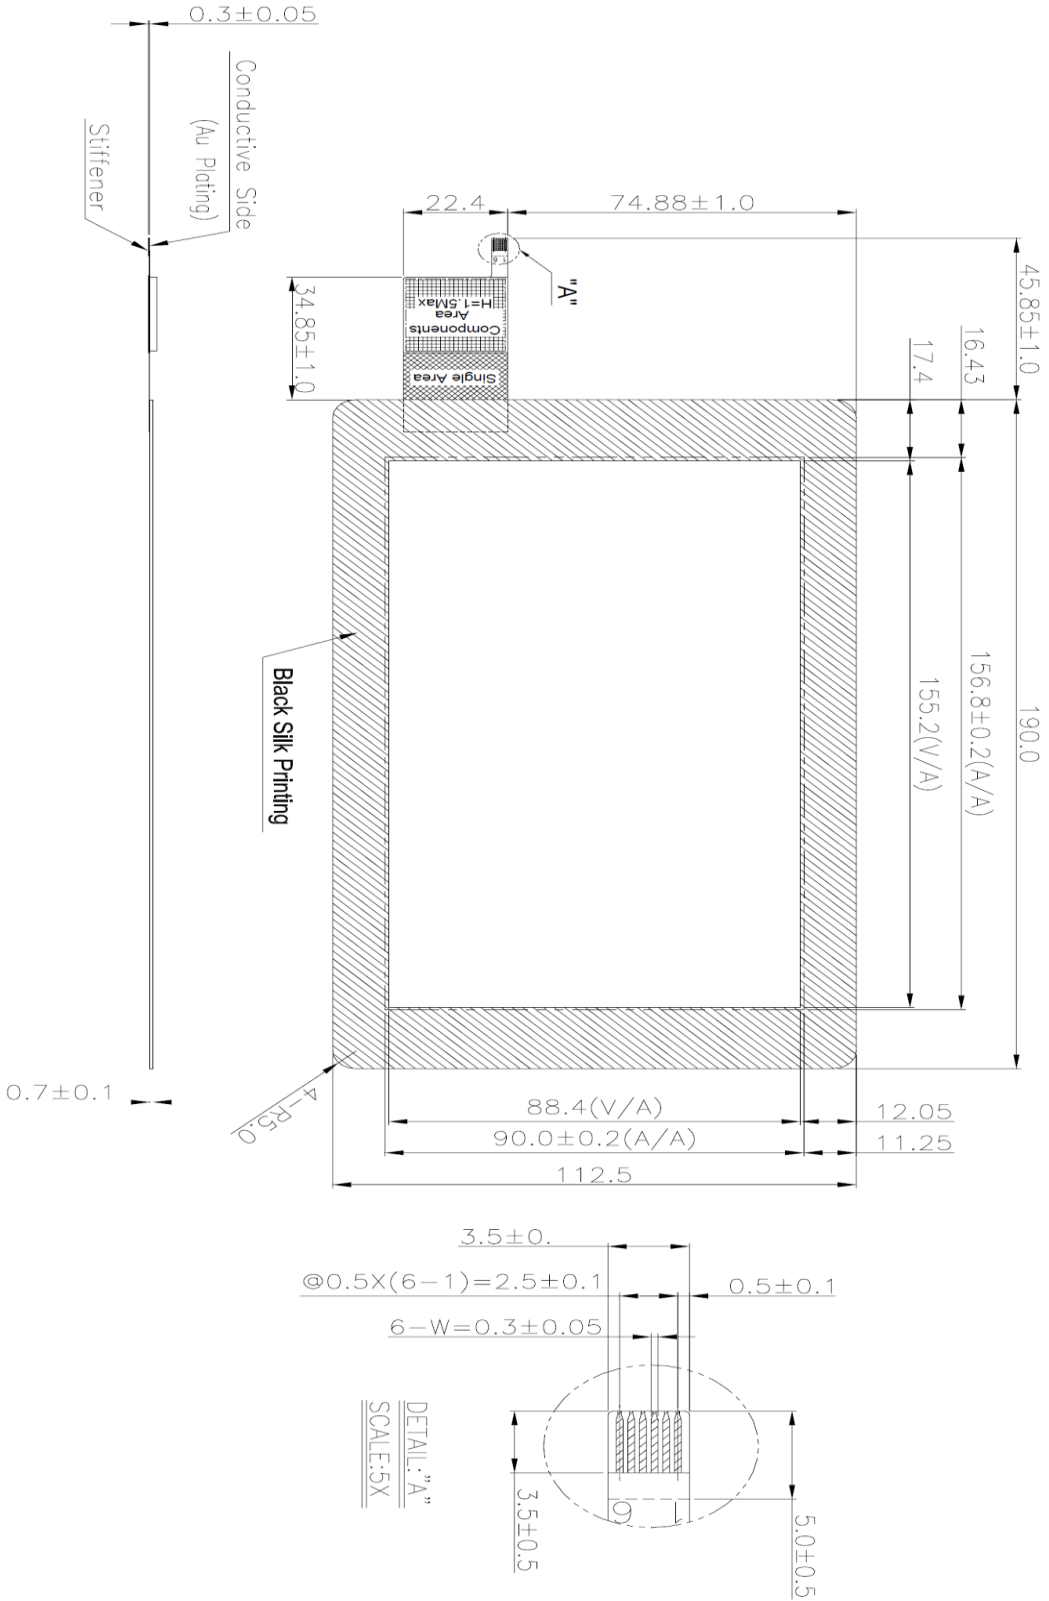 0.3±0.05
Conductive Side
(Au Plating)
Stiffener
22.4
74.88±1.0
"A"
45.85±1.0
16.43
17.4
34.85±1.0
Components
Area
H=1.5Max
Single Area
6 1
190.0
156.8±0.2(A/A)
155.2(V/A)
Black Silk Printing
0.7±0.1
4-R5.0
88.4(V/A)
12.05
90.0±0.2(A/A)
11.25
112.5
3.5±0.
@0.5X(6-1)=2.5±0.1
0.5±0.1
6-W=0.3±0.05
DETAIL:"A"
SCALE:5X
3.5±0.5
5.0±0.5
6 1